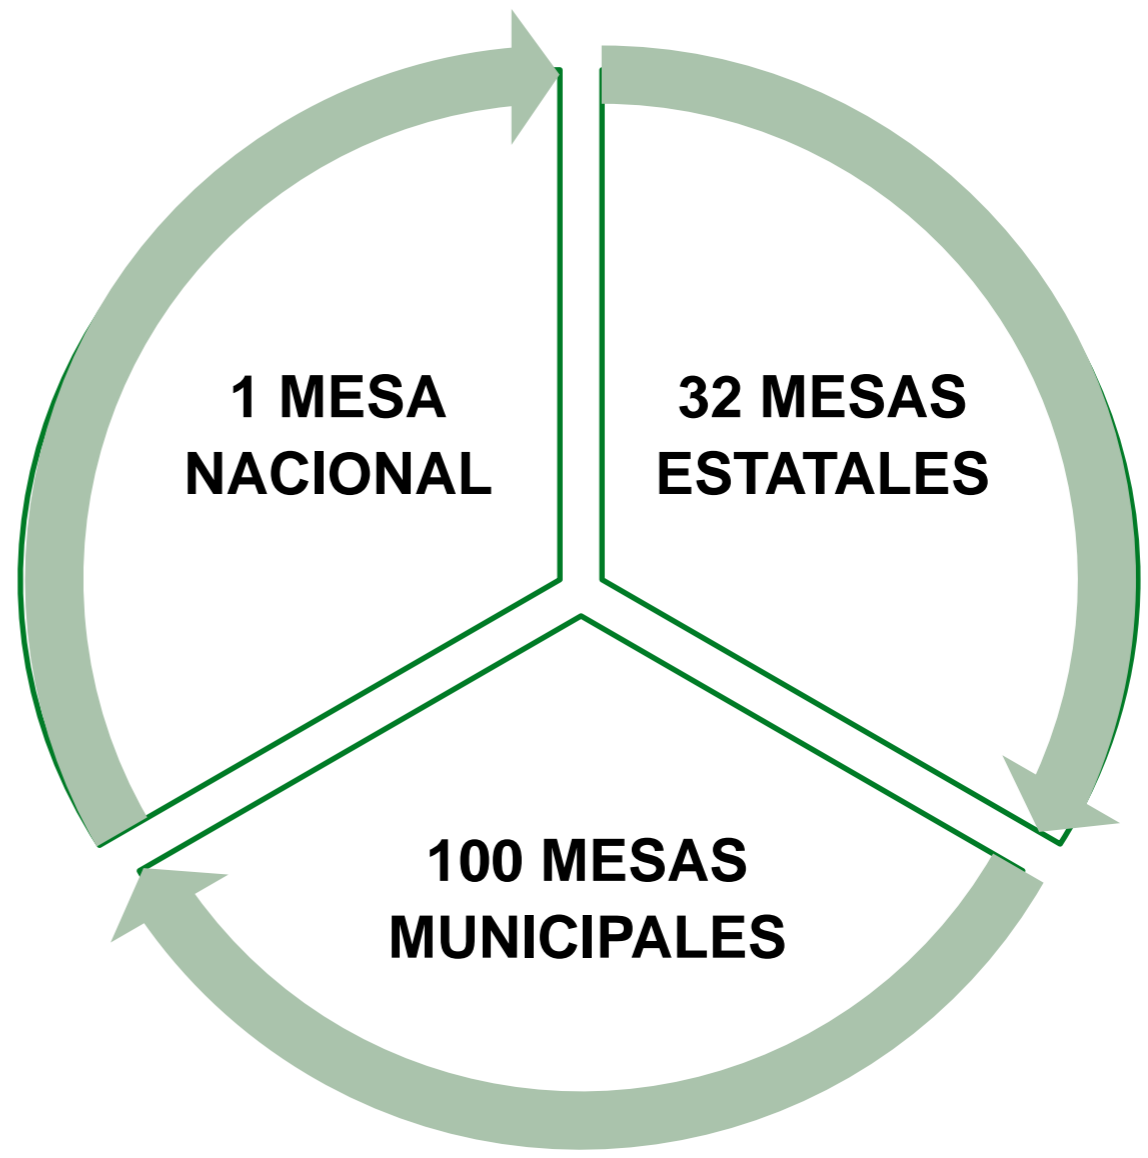 1 MESA
NACIONAL
32 MESAS
ESTATALES
100 MESAS
MUNICIPALES